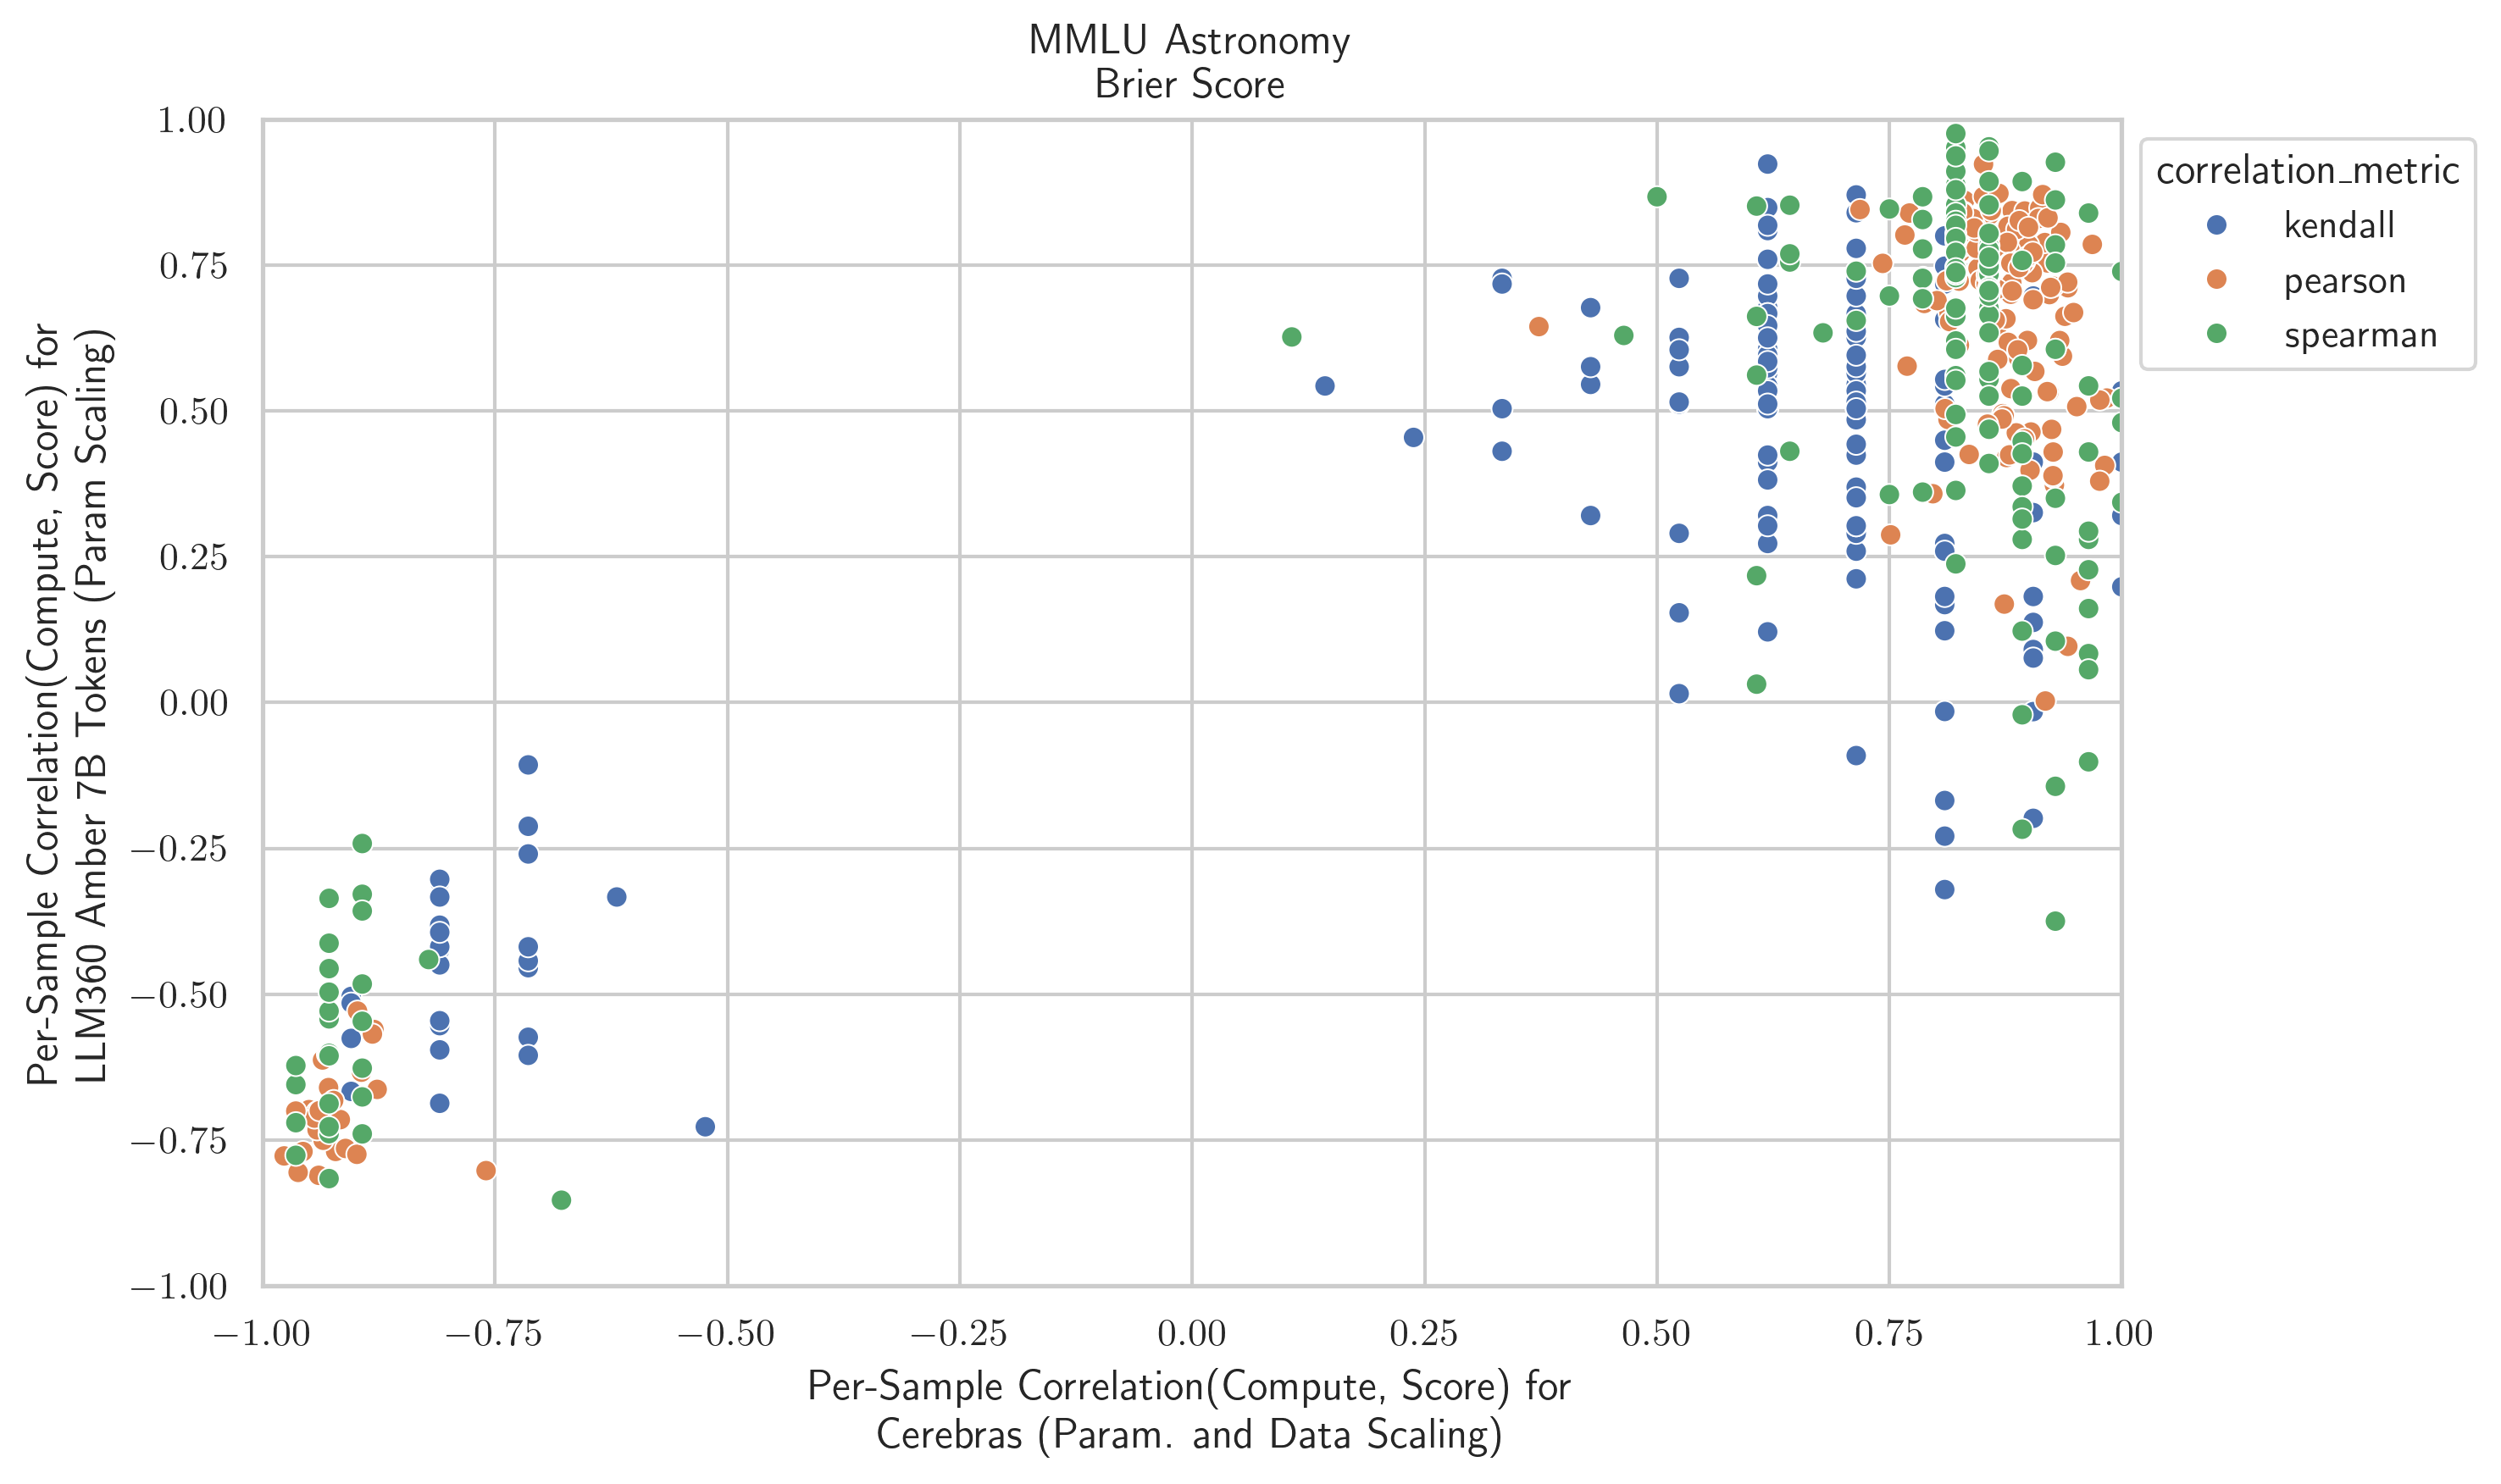 MMLU Astronomy
Brier Score
Per-Sample Correlation(Compute, Score) for
LLM360 Amber 7B Tokens (Param Scaling)
1.00
0.75
0.50
0.25
0.00
−0.25
−0.50
−0.75
−1.00
−1.00 −0.75 −0.50 −0.25 0.00 0.25 0.50 0.75 1.00
Per-Sample Correlation(Compute, Score) for
Cerebras (Param. and Data Scaling)
correlation_metric
kendall
pearson
spearman